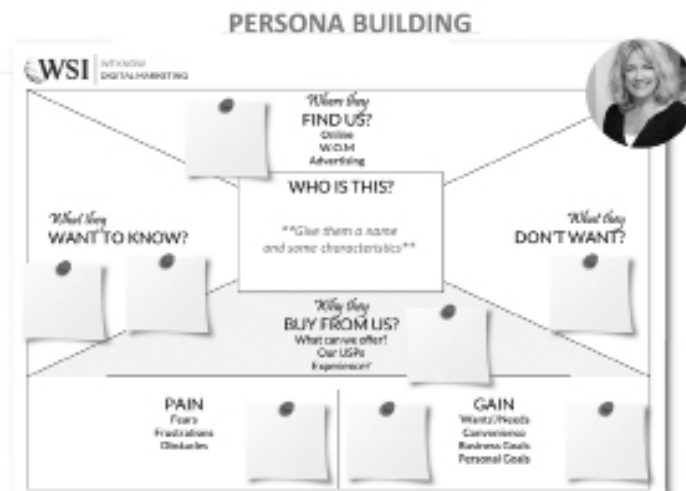 PERSONA BUILDING
WSI
WE KNOW
DIGITAL MARKETING
Where they
FIND US?
Online
W.O.M
Advertising
WHO IS THIS?
**Give them a name
and some characteristics**
What they
WANT TO KNOW?
What they
DON'T WANT?
Why they
BUY FROM US?
What can we offer?
Our USPs
Experience?
PAIN
Fears
Frustrations
Obstacles
GAIN
Wants/Needs
Convenience
Business Goals
Personal Goals